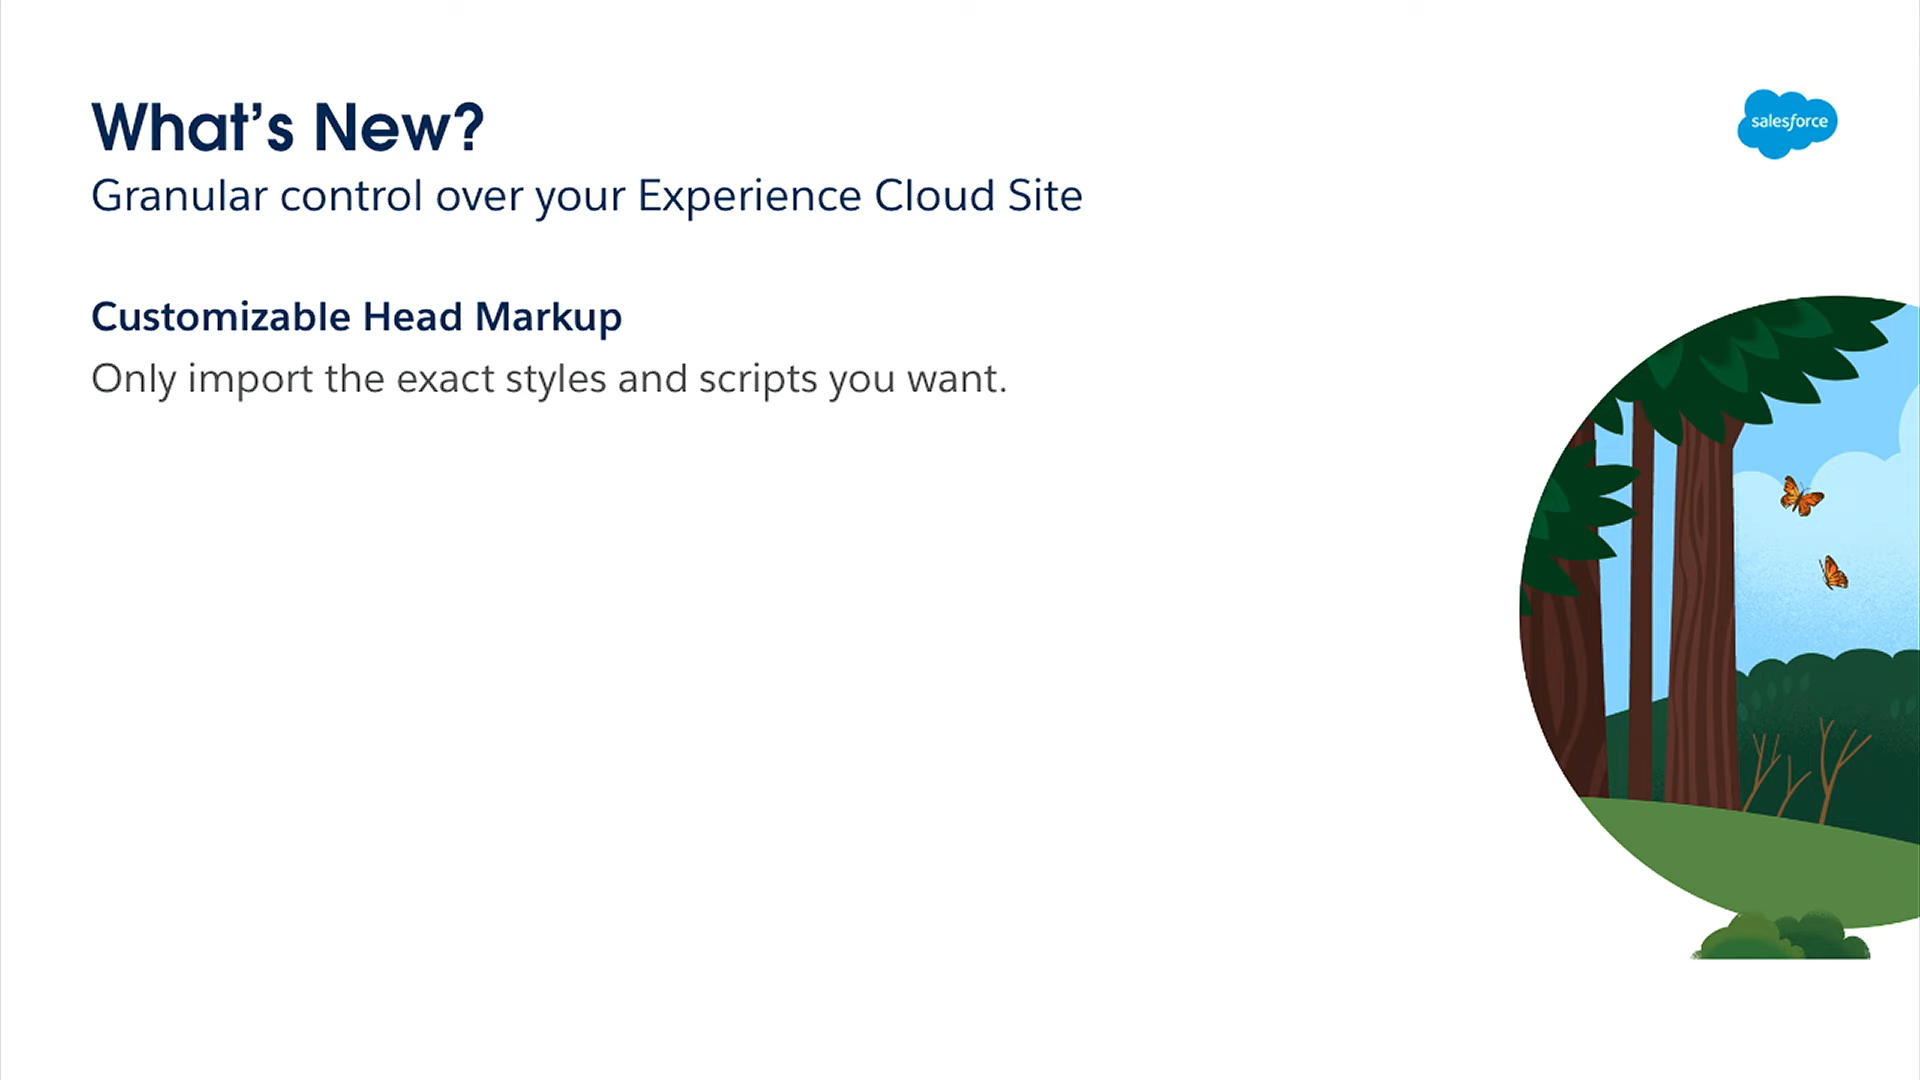 What's New?
salesforce
Granular control over your Experience Cloud Site
Customizable Head Markup
Only import the exact styles and scripts you want.